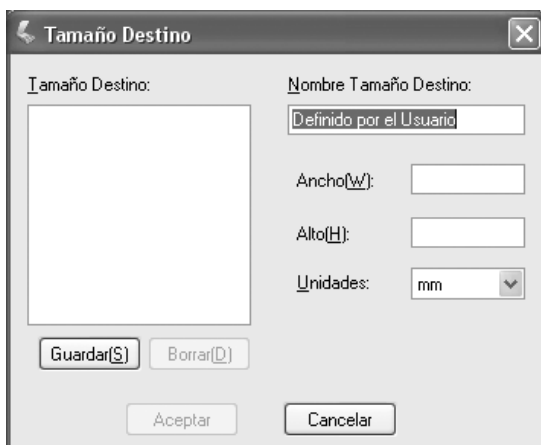 Tamaño Destino
Tamaño Destino:
Nombre Tamaño Destino:
Definido por el Usuario
Ancho(W):
Alto(H):
Unidades:
mm
Guardar(S)
Borrar(D)
Aceptar
Cancelar